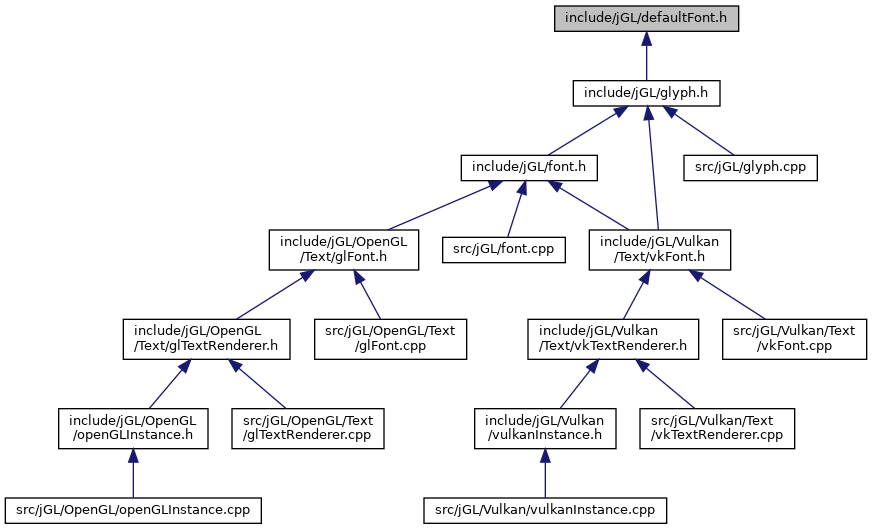 include/jGL/defaultFont.h
include/jGL/glyph.h
include/jGL/font.h
src/jGL/glyph.cpp
include/jGL/OpenGL
/Text/glFont.h
src/jGL/font.cpp
include/jGL/Vulkan
/Text/vkFont.h
include/jGL/OpenGL
/Text/glTextRenderer.h
src/jGL/OpenGL/Text
/glFont.cpp
include/jGL/Vulkan
/Text/vkTextRenderer.h
src/jGL/Vulkan/Text
/vkFont.cpp
include/jGL/OpenGL
/openGLInstance.h
src/jGL/OpenGL/Text
/glTextRenderer.cpp
include/jGL/Vulkan
/vulkanInstance.h
src/jGL/Vulkan/Text
/vkTextRenderer.cpp
src/jGL/OpenGL/openGLInstance.cpp
src/jGL/Vulkan/vulkanInstance.cpp